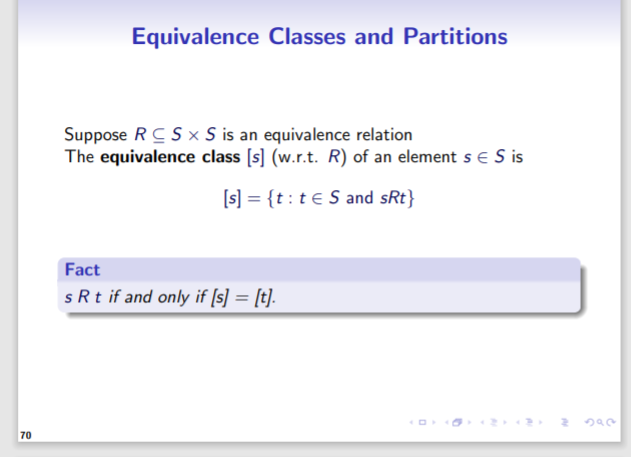 Equivalence Classes and Partitions
Suppose R ⊆ S × S is an equivalence relation
The equivalence class [s] (w.r.t. R) of an element s ∈ S is
[s] = {t : t ∈ S and sRt}
Fact
s R t if and only if [s] = [t].
70